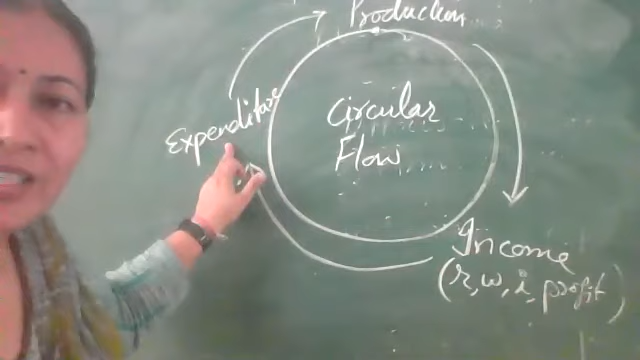 Production
Expenditure
Circular
Flow
Income
(r, w, i, profit)